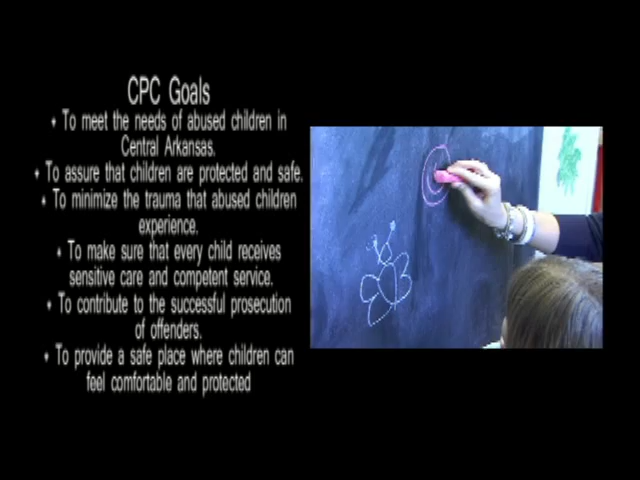 CPC Goals
• To meet the needs of abused children in
Central Arkansas.
• To assure that children are protected and safe.
• To minimize the trauma that abused children
experience.
• To make sure that every child receives
sensitive care and competent service.
• To contribute to the successful prosecution
of offenders.
• To provide a safe place where children can
feel comfortable and protected